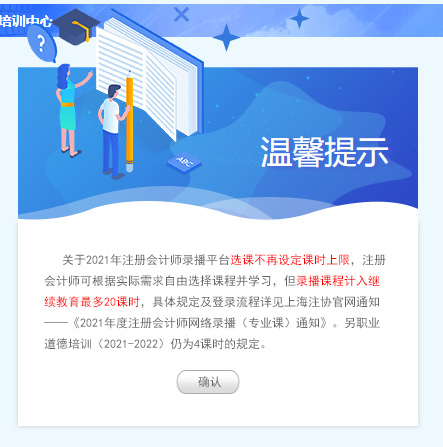 培训中心
?
ABC
温馨提示
关于2021年注册会计师录播平台选课不再设定课时上限，注册
会计师可根据实际需求自由选择课程并学习，但录播课程计入继
续教育最多20课时，具体规定及登录流程详见上海注协官网通知
——《2021年度注册会计师网络录播（专业课）通知》。另职业
道德培训（2021-2022）仍为4课时的规定。
确认